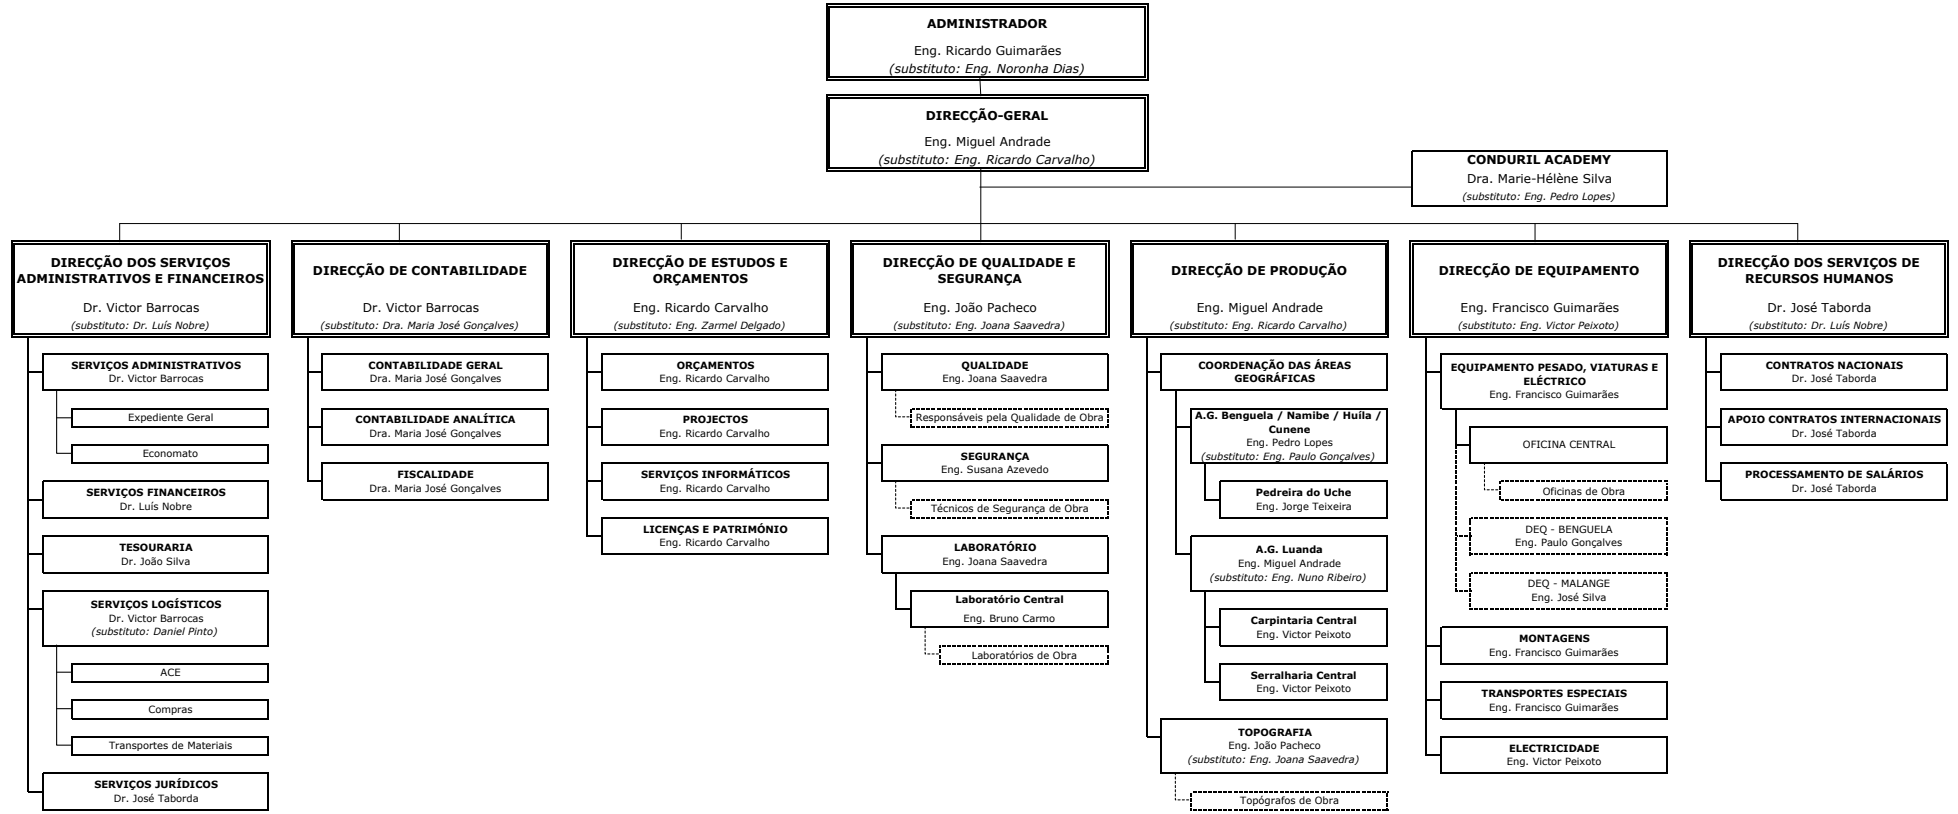 ADMINISTRADOR
Eng. Ricardo Guimarães
(substituto: Eng. Noronha Dias)
DIRECÇÃO-GERAL
Eng. Miguel Andrade
(substituto: Eng. Ricardo Carvalho)
CONDURIL ACADEMY
Dra. Marie-Hélène Silva
(substituto: Eng. Pedro Lopes)
DIRECÇÃO DOS SERVIÇOS
ADMINISTRATIVOS E FINANCEIROS
Dr. Victor Barrocas
(substituto: Dr. Luís Nobre)
SERVIÇOS ADMINISTRATIVOS
Dr. Victor Barrocas
Expediente Geral
Economato
SERVIÇOS FINANCEIROS
Dr. Luís Nobre
TESOURARIA
Dr. João Silva
SERVIÇOS LOGÍSTICOS
Dr. Victor Barrocas
(substituto: Daniel Pinto)
ACE
Compras
Transportes de Materiais
SERVIÇOS JURÍDICOS
Dr. José Taborda
DIRECÇÃO DE CONTABILIDADE
Dr. Victor Barrocas
(substituto: Dra. Maria José Gonçalves)
CONTABILIDADE GERAL
Dra. Maria José Gonçalves
CONTABILIDADE ANALÍTICA
Dra. Maria José Gonçalves
FISCALIDADE
Dra. Maria José Gonçalves
DIRECÇÃO DE ESTUDOS E
ORÇAMENTOS
Eng. Ricardo Carvalho
(substituto: Eng. Zarmel Delgado)
ORÇAMENTOS
Eng. Ricardo Carvalho
PROJECTOS
Eng. Ricardo Carvalho
SERVIÇOS INFORMÁTICOS
Eng. Ricardo Carvalho
LICENÇAS E PATRIMÓNIO
Eng. Ricardo Carvalho
DIRECÇÃO DE QUALIDADE E
SEGURANÇA
Eng. João Pacheco
(substituto: Eng. Joana Saavedra)
QUALIDADE
Eng. Joana Saavedra
Responsáveis pela Qualidade de Obra
SEGURANÇA
Eng. Susana Azevedo
Técnicos de Segurança de Obra
LABORATÓRIO
Eng. Joana Saavedra
Laboratório Central
Eng. Bruno Carmo
Laboratórios de Obra
DIRECÇÃO DE PRODUÇÃO
Eng. Miguel Andrade
(substituto: Eng. Ricardo Carvalho)
COORDENAÇÃO DAS ÁREAS
GEOGRÁFICAS
A.G. Benguela / Namibe / Huíla /
Cunene
Eng. Pedro Lopes
(substituto: Eng. Paulo Gonçalves)
Pedreira do Uche
Eng. Jorge Teixeira
A.G. Luanda
Eng. Miguel Andrade
(substituto: Eng. Nuno Ribeiro)
Carpintaria Central
Eng. Victor Peixoto
Serralharia Central
Eng. Victor Peixoto
TOPOGRAFIA
Eng. João Pacheco
(substituto: Eng. Joana Saavedra)
Topógrafos de Obra
DIRECÇÃO DE EQUIPAMENTO
Eng. Francisco Guimarães
(substituto: Eng. Victor Peixoto)
EQUIPAMENTO PESADO, VIATURAS E
ELÉCTRICO
Eng. Francisco Guimarães
OFICINA CENTRAL
Oficinas de Obra
DEQ - BENGUELA
Eng. Paulo Gonçalves
DEQ - MALANGE
Eng. José Silva
MONTAGENS
Eng. Francisco Guimarães
TRANSPORTES ESPECIAIS
Eng. Francisco Guimarães
ELECTRICIDADE
Eng. Victor Peixoto
DIRECÇÃO DOS SERVIÇOS DE
RECURSOS HUMANOS
Dr. José Taborda
(substituto: Dr. Luís Nobre)
CONTRATOS NACIONAIS
Dr. José Taborda
APOIO CONTRATOS INTERNACIONAIS
Dr. José Taborda
PROCESSAMENTO DE SALÁRIOS
Dr. José Taborda